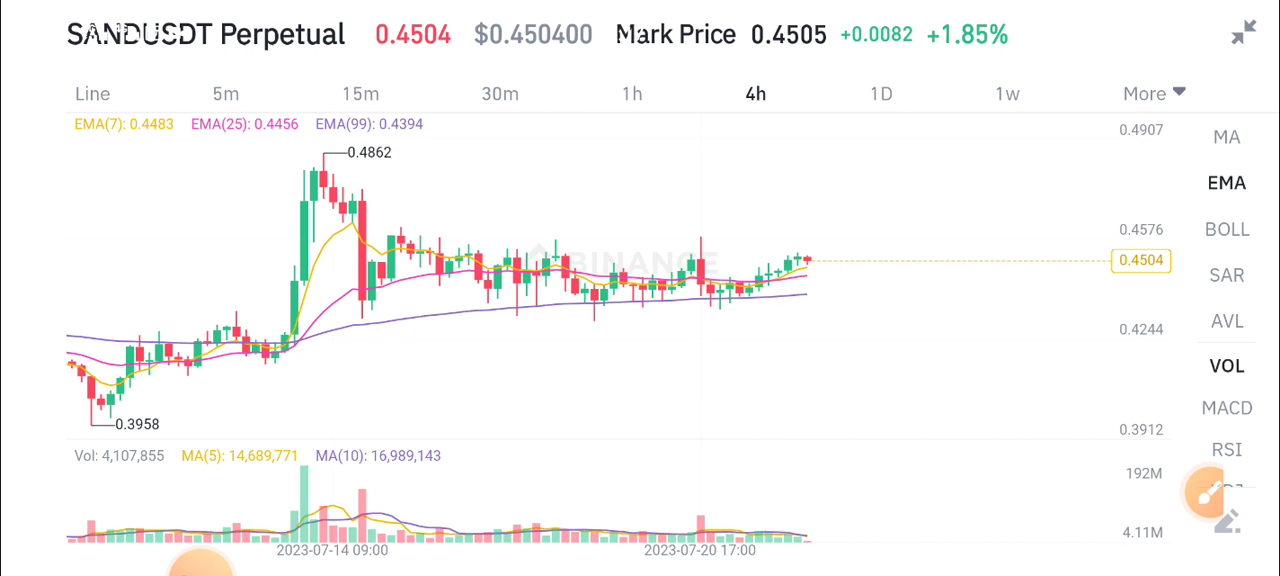 SANDUSDT Perpetual 0.4504 $0.450400 Mark Price 0.4505 +0.0082 +1.85%
Line 5m 15m 30m 1h 4h 1D 1w More
EMA(7): 0.4483 EMA(25): 0.4456 EMA(99): 0.4394
0.4907
MA
0.4862
EMA
0.4576
BOLL
BINANCE
0.4504
SAR
AVL
0.4244
VOL
MACD
0.3958
0.3912
RSI
Vol: 4,107,855 MA(5): 14,689,771 MA(10): 16,989,143
192M
4.11M
2023-07-14 09:00 2023-07-20 17:00